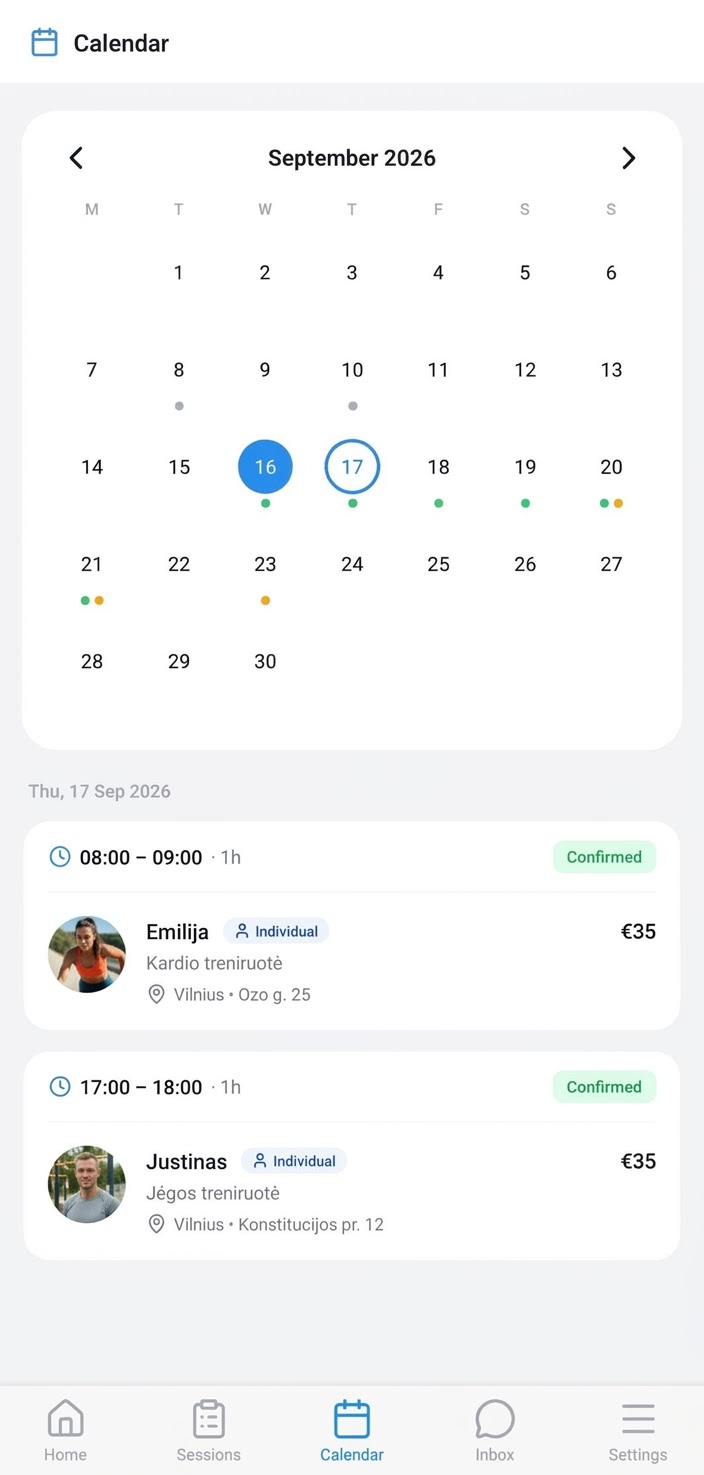 Calendar
September 2026
M T W T F S S
1 2 3 4 5 6
7 8 9 10 11 12 13
14 15 16 17 18 19 20
21 22 23 24 25 26 27
28 29 30
Thu, 17 Sep 2026
08:00 – 09:00 · 1h Confirmed
Emilija Individual €35
Kardio treniruotė
Vilnius • Ozo g. 25
17:00 – 18:00 · 1h Confirmed
Justinas Individual €35
Jėgos treniruotė
Vilnius • Konstitucijos pr. 12
Home Sessions Calendar Inbox Settings